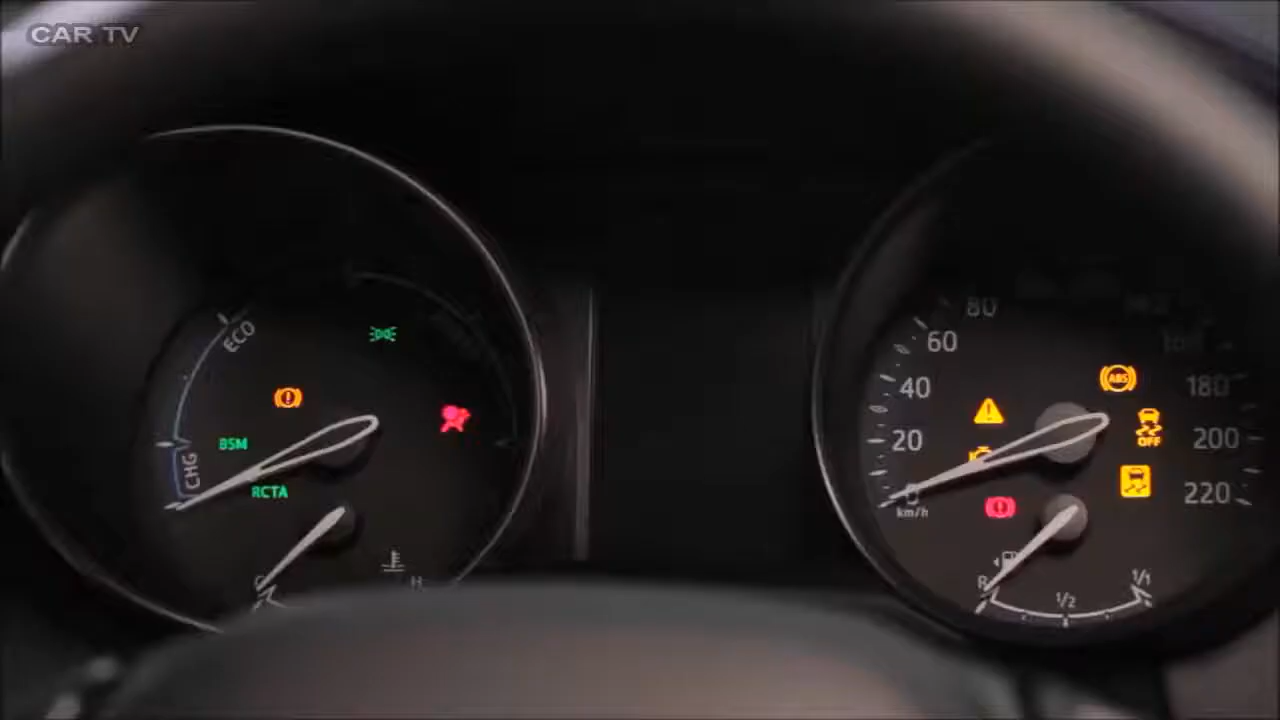 CAR TV
ECO
CHG
BSM
RCTA
H
80
60
40
20
0
km/h
ABS
OFF
180
200
220
R
1/2
1/1